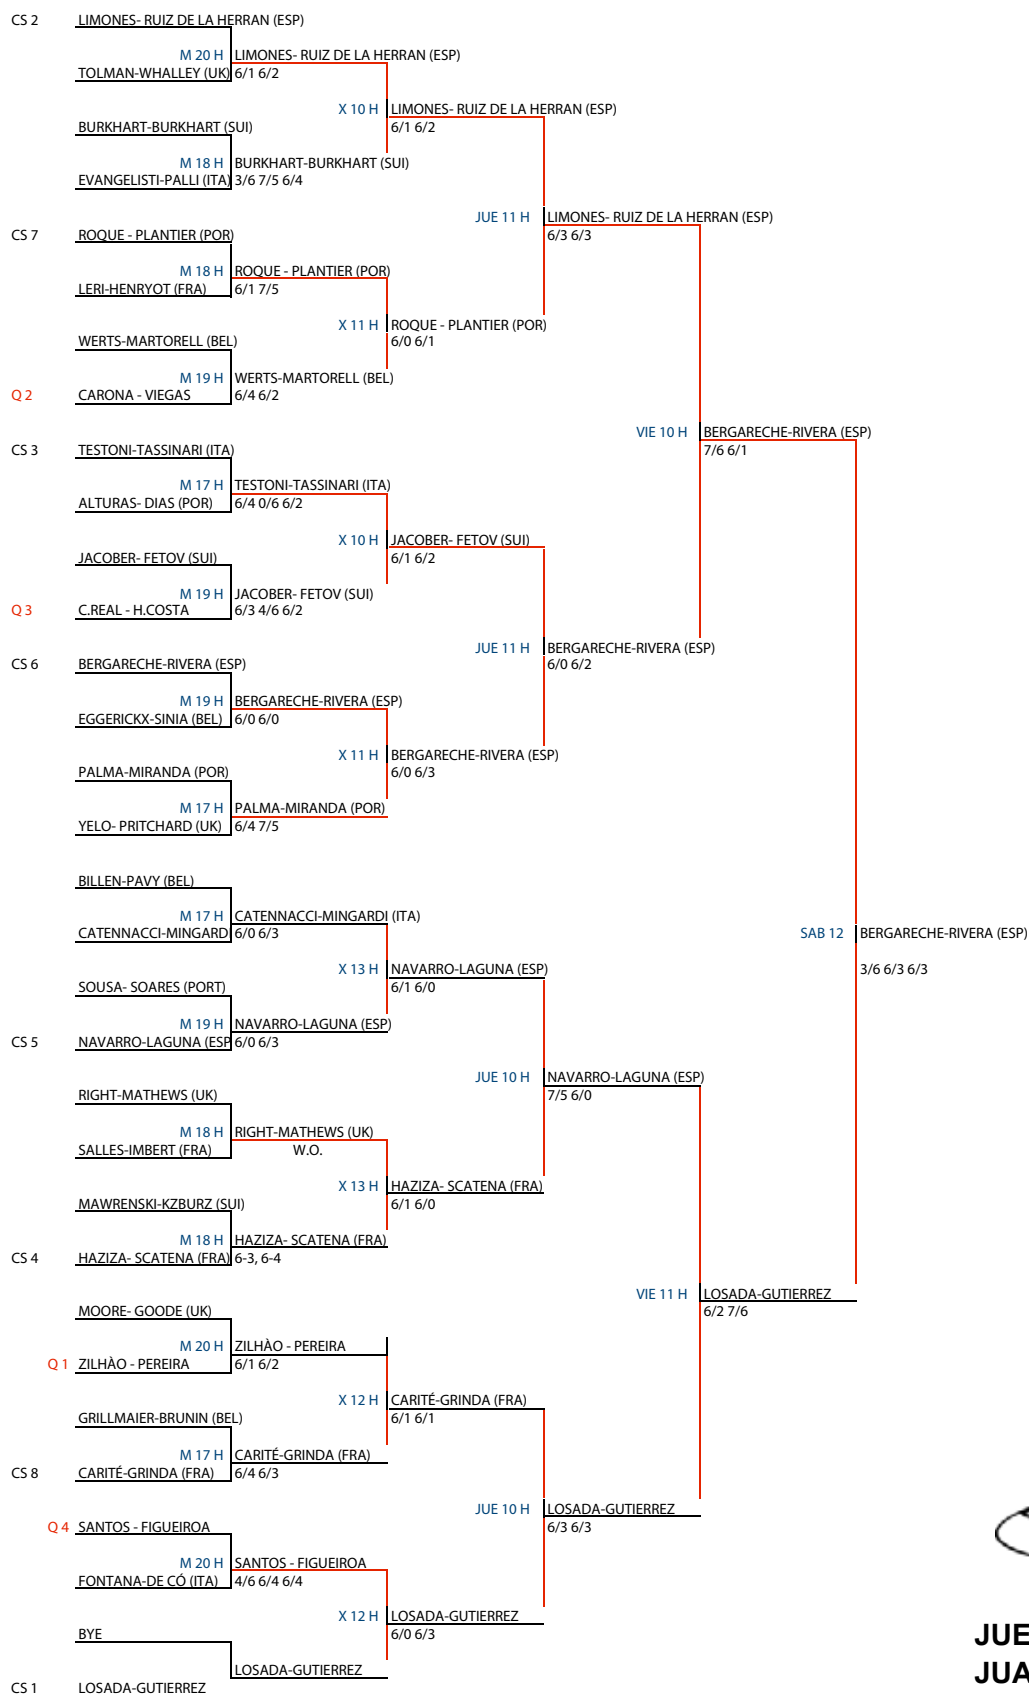 CS 2 LIMONES- RUIZ DE LA HERRAN (ESP)
M 20 H LIMONES- RUIZ DE LA HERRAN (ESP)
TOLMAN-WHALLEY (UK) 6/1 6/2
X 10 H LIMONES- RUIZ DE LA HERRAN (ESP)
6/1 6/2
BURKHART-BURKHART (SUI)
M 18 H BURKHART-BURKHART (SUI)
EVANGELISTI-PALLI (ITA) 3/6 7/5 6/4
JUE 11 H LIMONES- RUIZ DE LA HERRAN (ESP)
CS 7 ROQUE - PLANTIER (POR) 6/3 6/3
M 18 H ROQUE - PLANTIER (POR)
LERI-HENRYOT (FRA) 6/1 7/5
X 11 H ROQUE - PLANTIER (POR)
WERTS-MARTORELL (BEL) 6/0 6/1
M 19 H WERTS-MARTORELL (BEL)
Q 2 CARONA - VIEGAS 6/4 6/2
VIE 10 H BERGARECHE-RIVERA (ESP)
CS 3 TESTONI-TASSINARI (ITA) 7/6 6/1
M 17 H TESTONI-TASSINARI (ITA)
ALTURAS- DIAS (POR) 6/4 0/6 6/2
X 10 H JACOBER- FETOV (SUI)
JACOBER- FETOV (SUI) 6/1 6/2
M 19 H JACOBER- FETOV (SUI)
Q 3 C.REAL - H.COSTA 6/3 4/6 6/2
JUE 11 H BERGARECHE-RIVERA (ESP)
CS 6 BERGARECHE-RIVERA (ESP) 6/0 6/2
M 19 H BERGARECHE-RIVERA (ESP)
EGGERICKX-SINIA (BEL) 6/0 6/0
X 11 H BERGARECHE-RIVERA (ESP)
PALMA-MIRANDA (POR) 6/0 6/3
M 17 H PALMA-MIRANDA (POR)
YELO- PRITCHARD (UK) 6/4 7/5
BILLEN-PAVY (BEL)
M 17 H CATENNACCI-MINGARDI (ITA)
CATENNACCI-MINGARD 6/0 6/3
SAB 12 BERGARECHE-RIVERA (ESP)
X 13 H NAVARRO-LAGUNA (ESP) 3/6 6/3 6/3
SOUSA- SOARES (PORT) 6/1 6/0
M 19 H NAVARRO-LAGUNA (ESP)
CS 5 NAVARRO-LAGUNA (ESP 6/0 6/3
JUE 10 H NAVARRO-LAGUNA (ESP)
RIGHT-MATHEWS (UK) 7/5 6/0
M 18 H RIGHT-MATHEWS (UK)
SALLES-IMBERT (FRA) W.O.
X 13 H HAZIZA- SCATENA (FRA)
MAWRENSKI-KZBURZ (SUI) 6/1 6/0
M 18 H HAZIZA- SCATENA (FRA)
CS 4 HAZIZA- SCATENA (FRA) 6-3, 6-4
VIE 11 H LOSADA-GUTIERREZ
MOORE- GOODE (UK) 6/2 7/6
M 20 H ZILHÀO - PEREIRA
Q 1 ZILHÀO - PEREIRA 6/1 6/2
X 12 H CARITÉ-GRINDA (FRA)
GRILLMAIER-BRUNIN (BEL) 6/1 6/1
M 17 H CARITÉ-GRINDA (FRA)
CS 8 CARITÉ-GRINDA (FRA) 6/4 6/3
JUE 10 H LOSADA-GUTIERREZ
Q 4 SANTOS - FIGUEIROA 6/3 6/3
M 20 H SANTOS - FIGUEIROA
FONTANA-DE CÓ (ITA) 4/6 6/4 6/4
X 12 H LOSADA-GUTIERREZ
BYE 6/0 6/3
JUE
LOSADA-GUTIERREZ
JUA
CS 1 LOSADA-GUTIERREZ